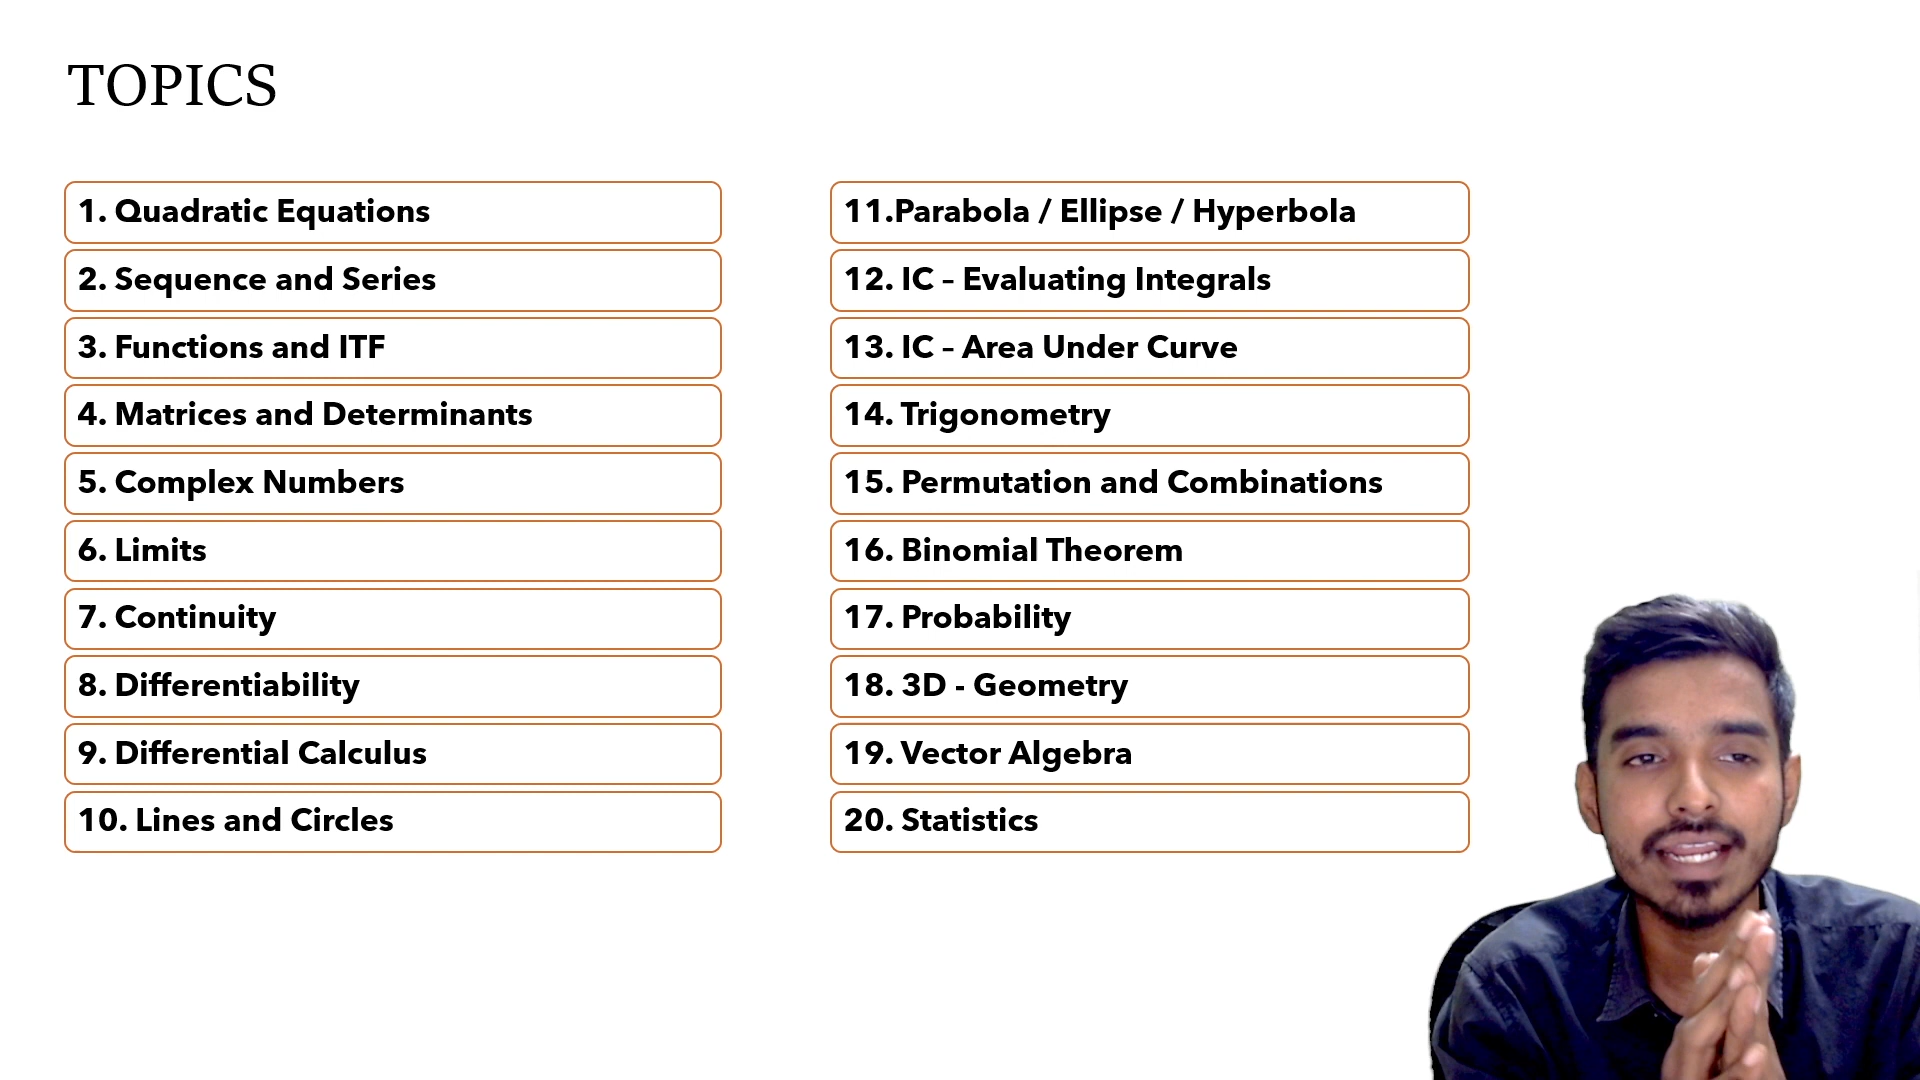 TOPICS
1. Quadratic Equations
2. Sequence and Series
3. Functions and ITF
4. Matrices and Determinants
5. Complex Numbers
6. Limits
7. Continuity
8. Differentiability
9. Differential Calculus
10. Lines and Circles
11.Parabola / Ellipse / Hyperbola
12. IC – Evaluating Integrals
13. IC – Area Under Curve
14. Trigonometry
15. Permutation and Combinations
16. Binomial Theorem
17. Probability
18. 3D - Geometry
19. Vector Algebra
20. Statistics